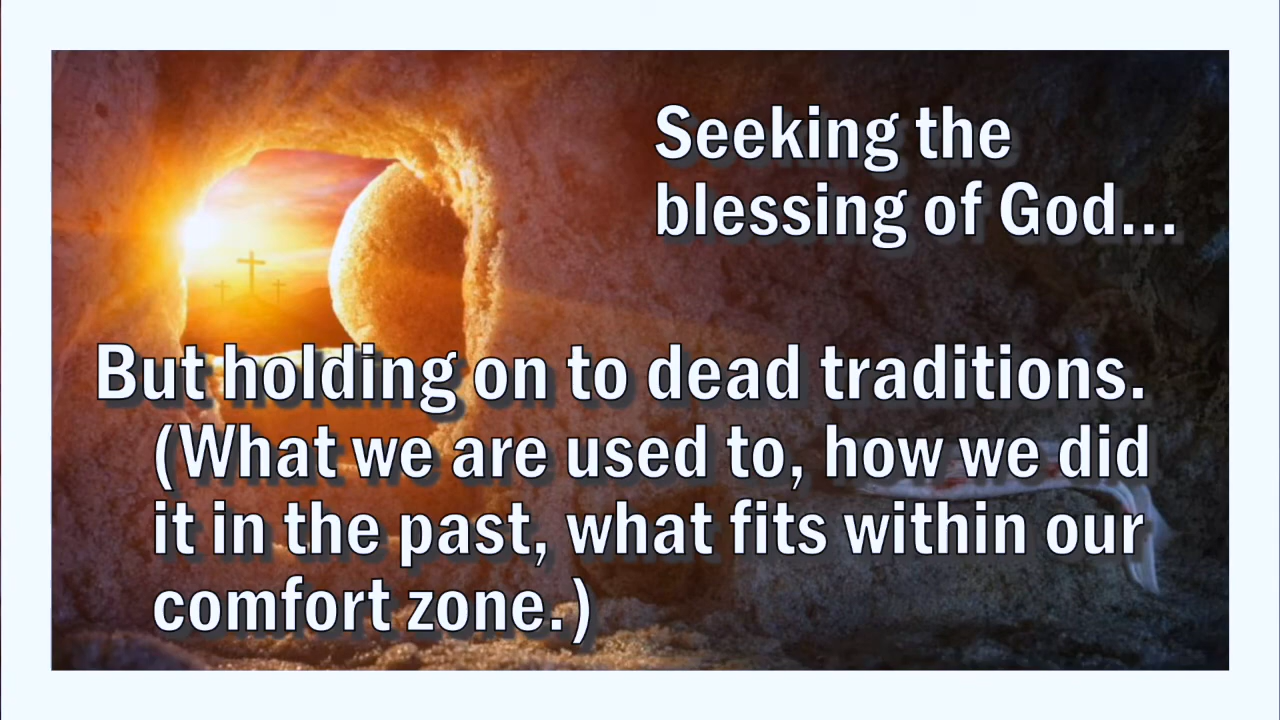 Seeking the
blessing of God...
But holding on to dead traditions.
(What we are used to, how we did
it in the past, what fits within our
comfort zone.)